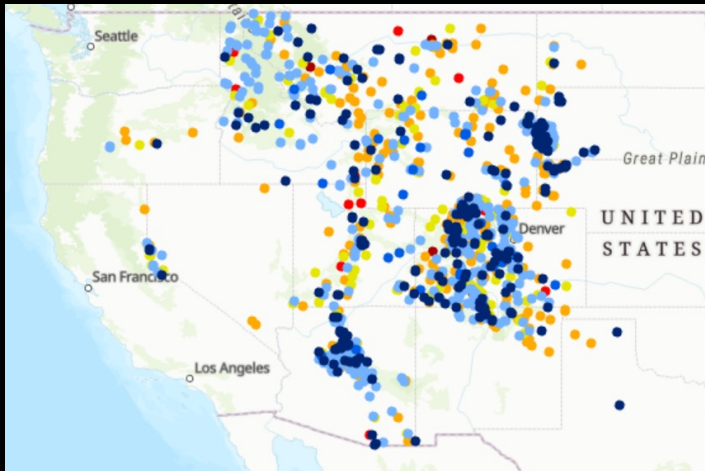 Seattle
Great Plain
UNITED
Denver
STATES
San Francisco
Los Angeles